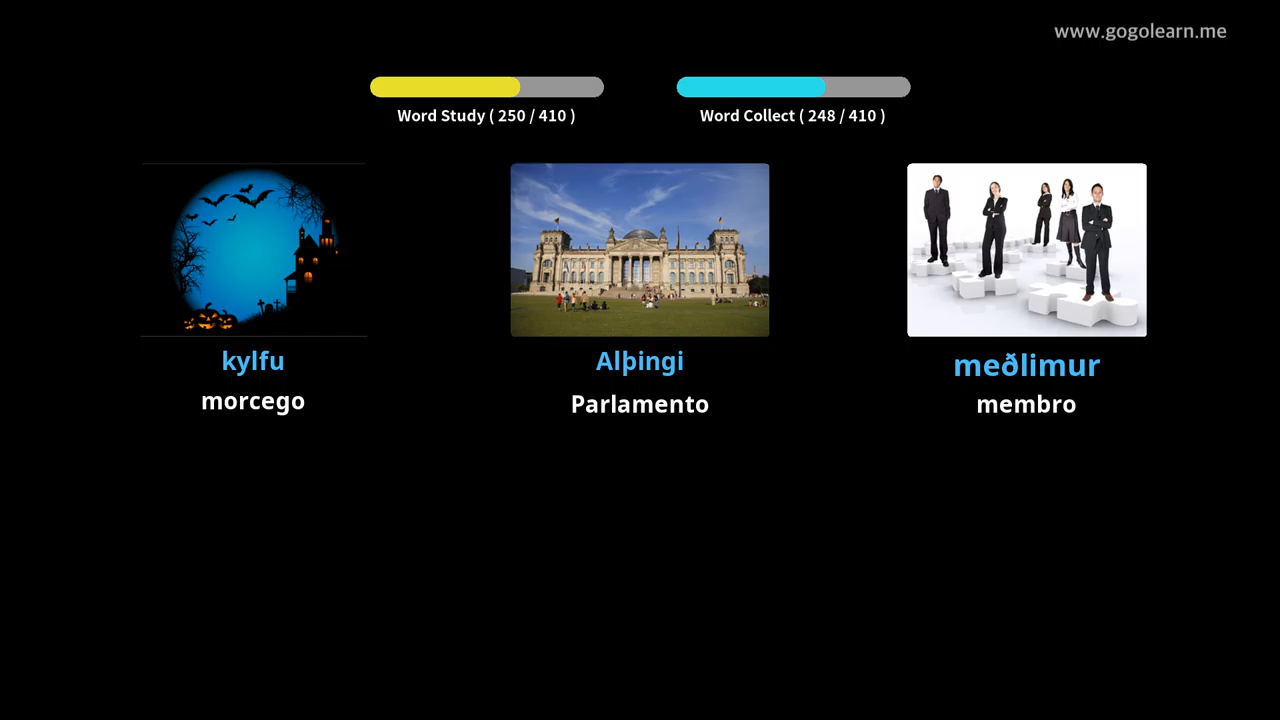 www.gogolearn.me
Word Study ( 250 / 410 )
Word Collect ( 248 / 410 )
kylfu
morcego
Alþingi
Parlamento
meðlimur
membro